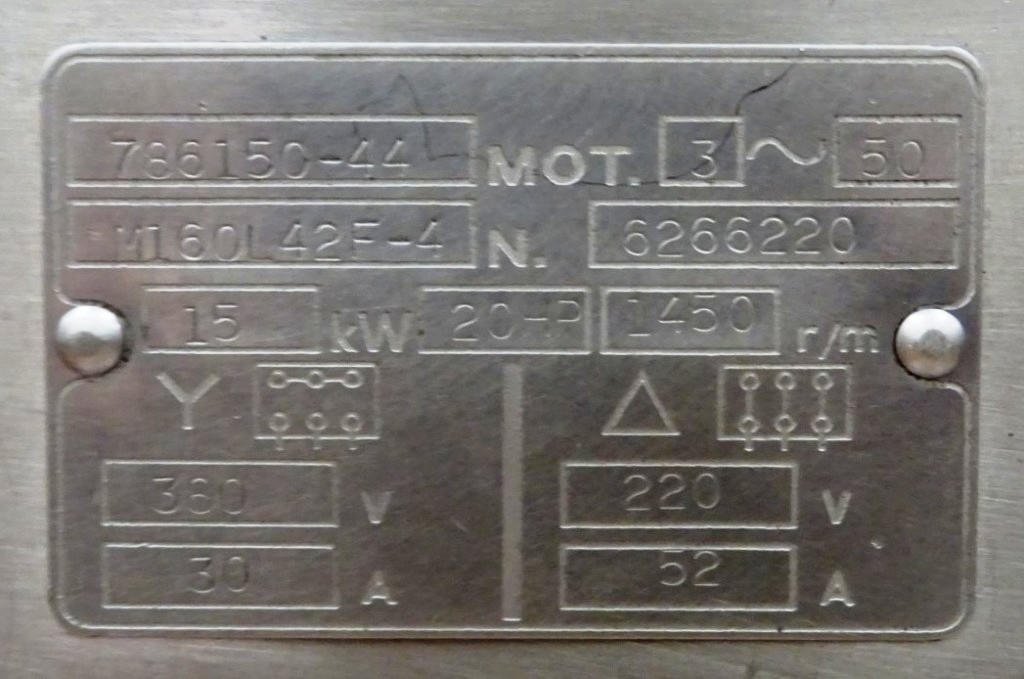 786150-44 MOT. 3 ~ 50
M160L42F-4 N. 6266220
15 kW 20HP 1450 r/m
Y △
380 V 220 V
30 A 52 A